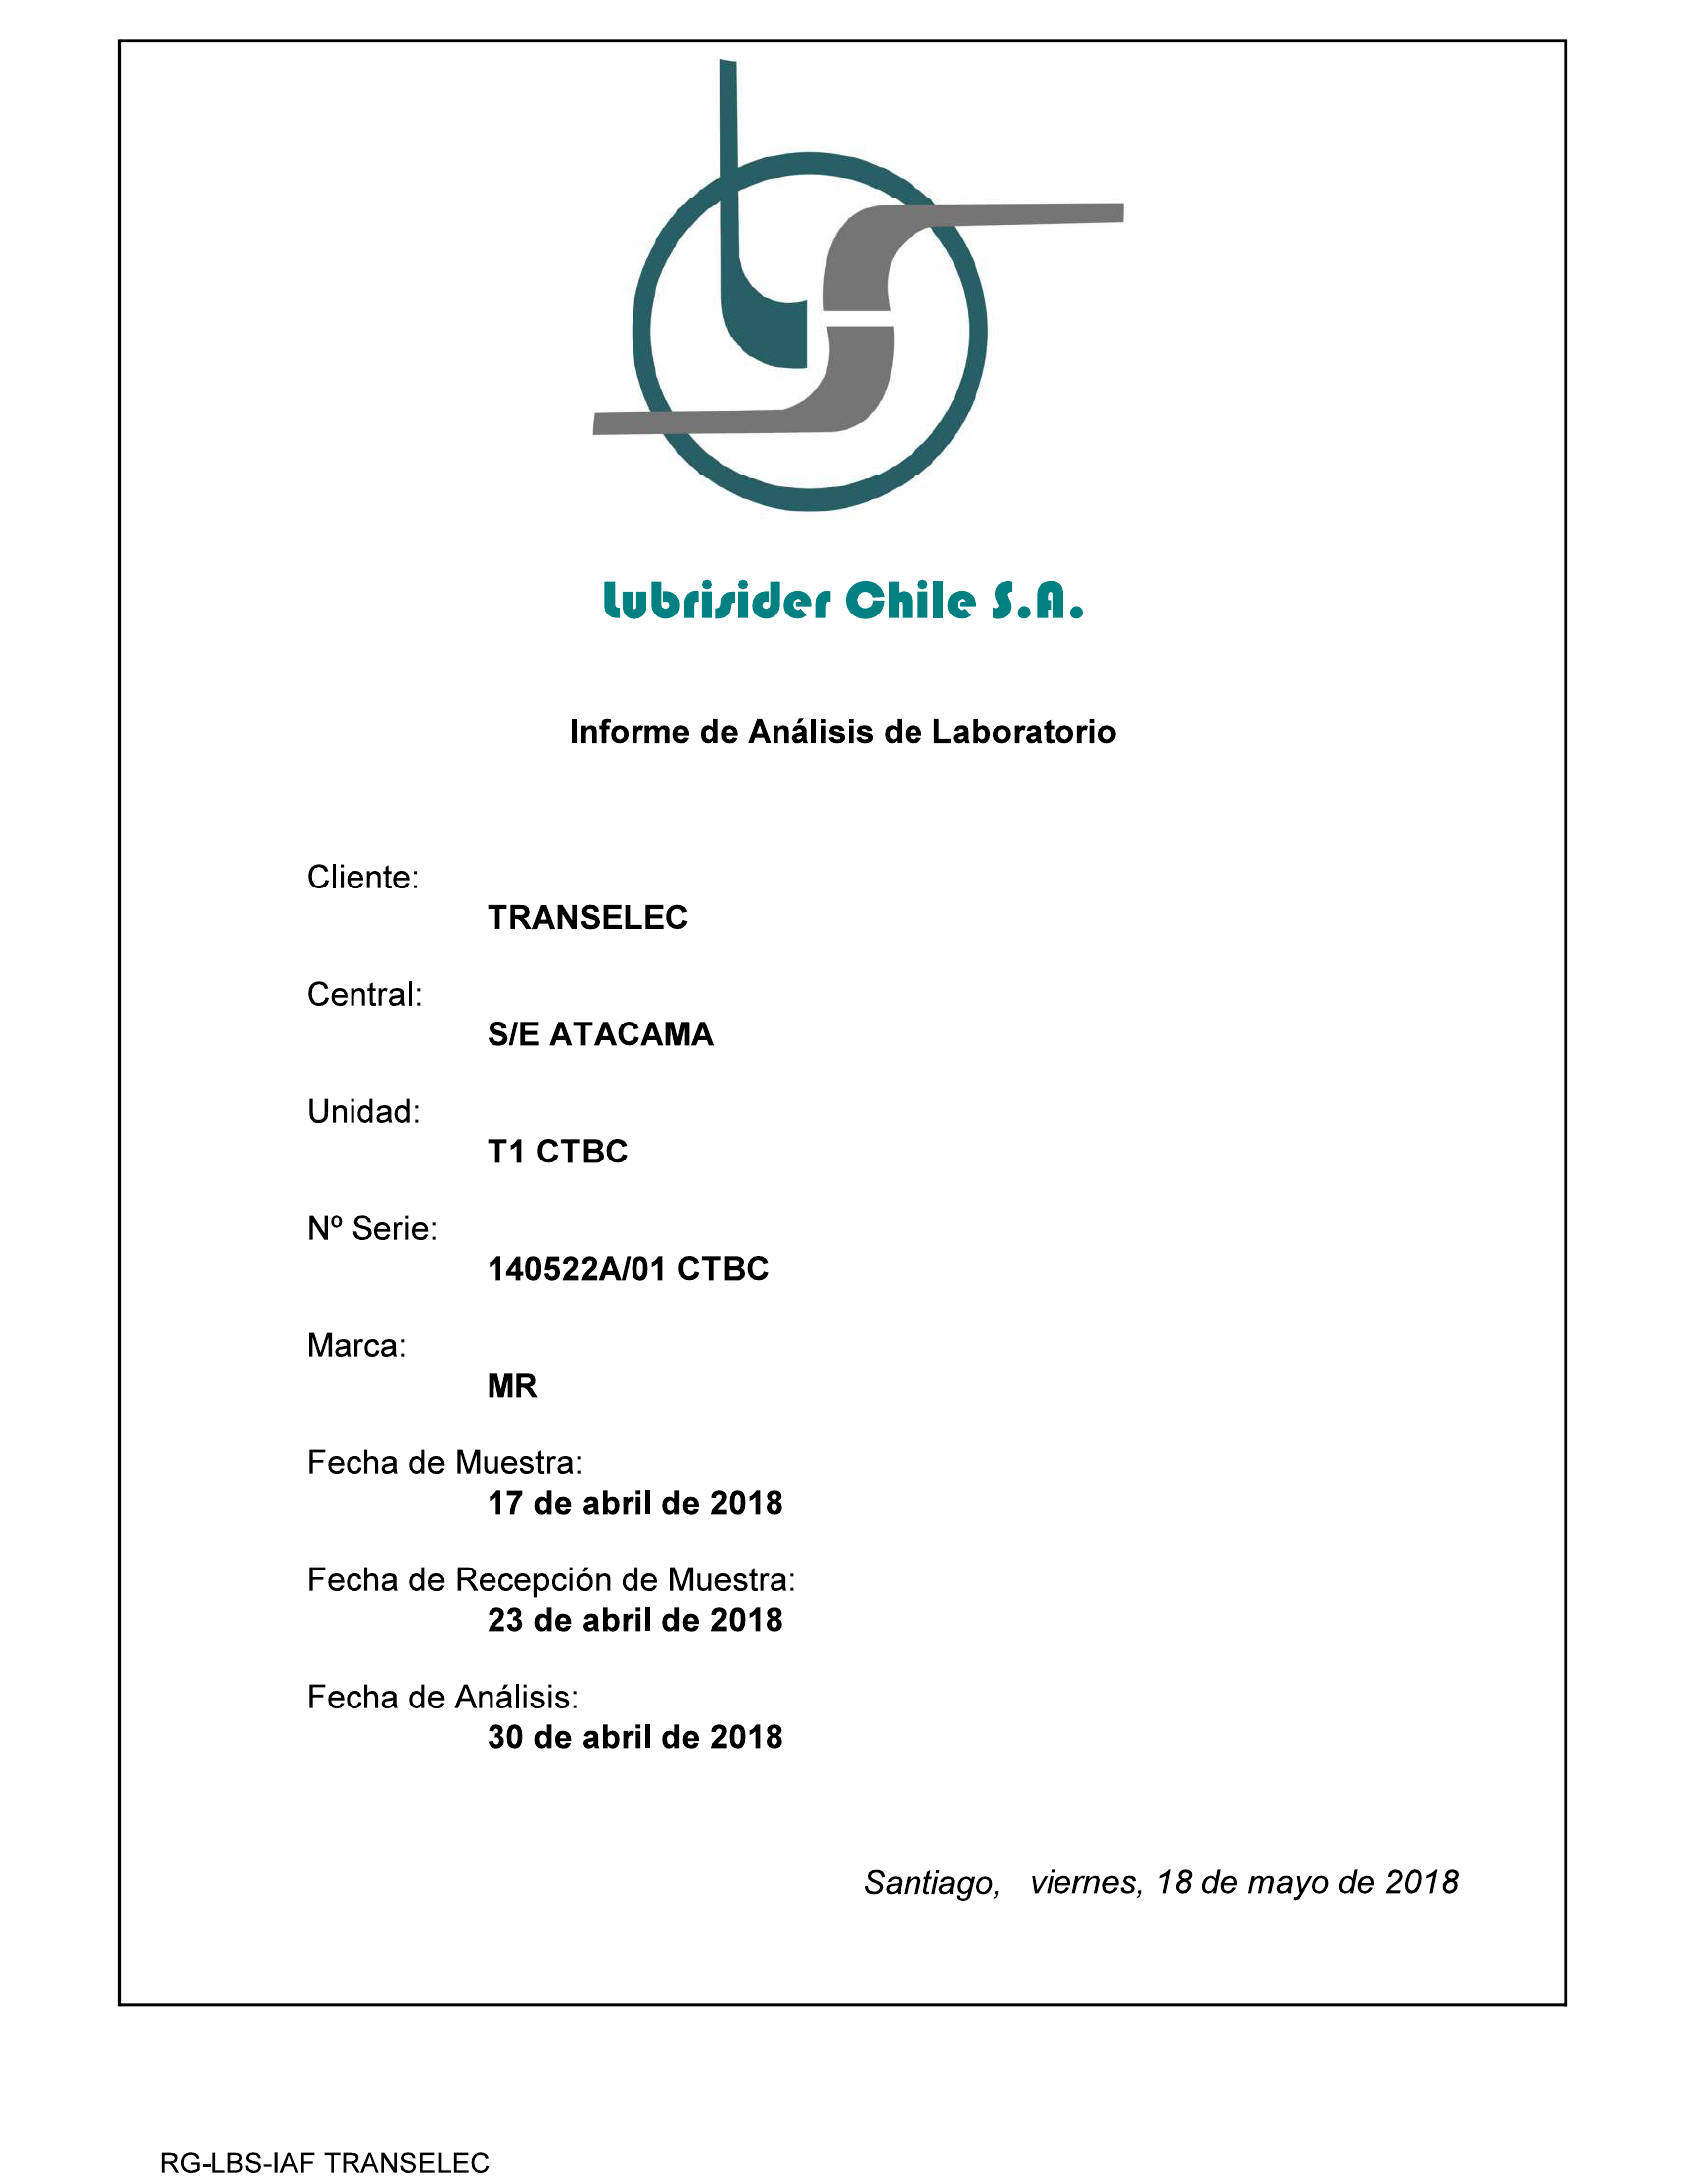 Lubrisider Chile S.A.
Informe de Análisis de Laboratorio
Cliente:
TRANSELEC
Central:
S/E ATACAMA
Unidad:
T1 CTBC
Nº Serie:
140522A/01 CTBC
Marca:
MR
Fecha de Muestra:
17 de abril de 2018
Fecha de Recepción de Muestra:
23 de abril de 2018
Fecha de Análisis:
30 de abril de 2018
Santiago, viernes, 18 de mayo de 2018
RG-LBS-IAF TRANSELEC